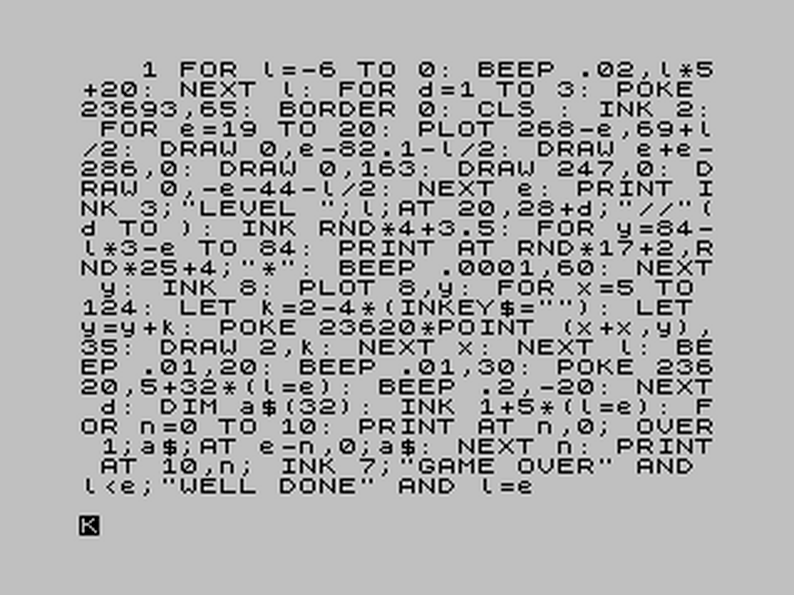 1 FOR l=-6 TO 0: BEEP .02,l*5
+20: NEXT l: FOR d=1 TO 3: POKE
23693,65: BORDER 0: CLS : INK 2:
FOR e=19 TO 20: PLOT 268-e,69+l
/2: DRAW 0,e-82.1-l/2: DRAW e+e-
286,0: DRAW 0,163: DRAW 247,0: D
RAW 0,-e-44-l/2: NEXT e: PRINT I
NK 3;"LEVEL ";l;AT 20,28+d;"//"(
d TO ): INK RND*4+3.5: FOR y=84-
l*3-e TO 84: PRINT AT RND*17+2,R
ND*25+4;"*": BEEP .0001,60: NEXT
y: INK 8: PLOT 8,y: FOR x=5 TO
124: LET k=2-4*(INKEY$=""): LET
y=y+k: POKE 23620*POINT (x+x,y),
35: DRAW 2,k: NEXT x: NEXT l: BE
EP .01,20: BEEP .01,30: POKE 236
20,5+32*(l=e): BEEP .2,-20: NEXT
d: DIM a$(32): INK 1+5*(l=e): F
OR n=0 TO 10: PRINT AT n,0; OVER
1;a$;AT e-n,0;a$: NEXT n: PRINT
AT 10,n; INK 7;"GAME OVER" AND
l<e;"WELL DONE" AND l=e
K